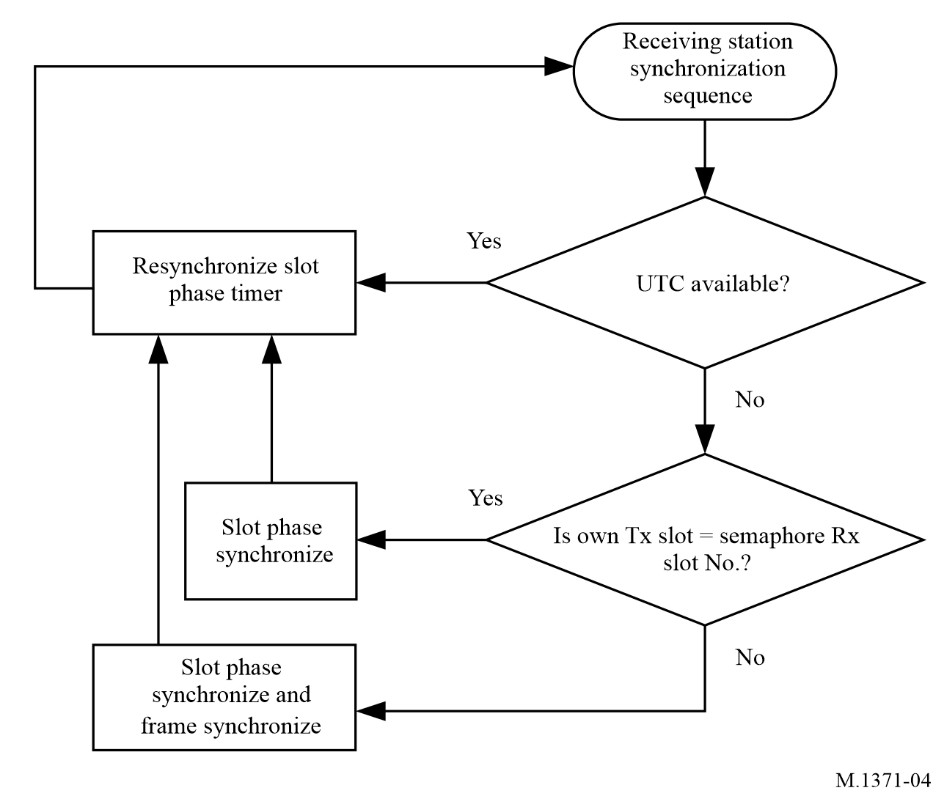 Receiving station
synchronization
sequence
Yes
Resynchronize slot
phase timer
UTC available?
No
Yes
Slot phase
synchronize
Is own Tx slot = semaphore Rx
slot No.?
No
Slot phase
synchronize and
frame synchronize
M.1371-04